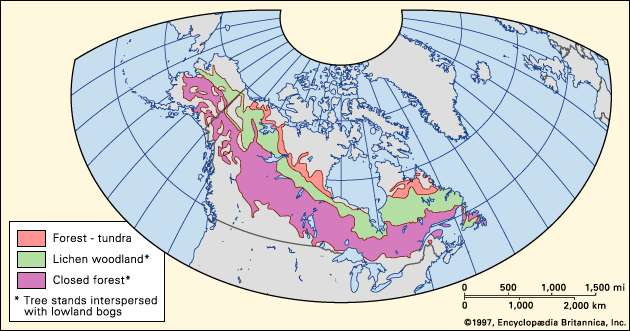 Forest - tundra
Lichen woodland*
Closed forest*
* Tree stands interspersed
with lowland bogs
0 500 1,000 1,500 mi
0 1,000 2,000 km
©1997, Encyclopædia Britannica, Inc.